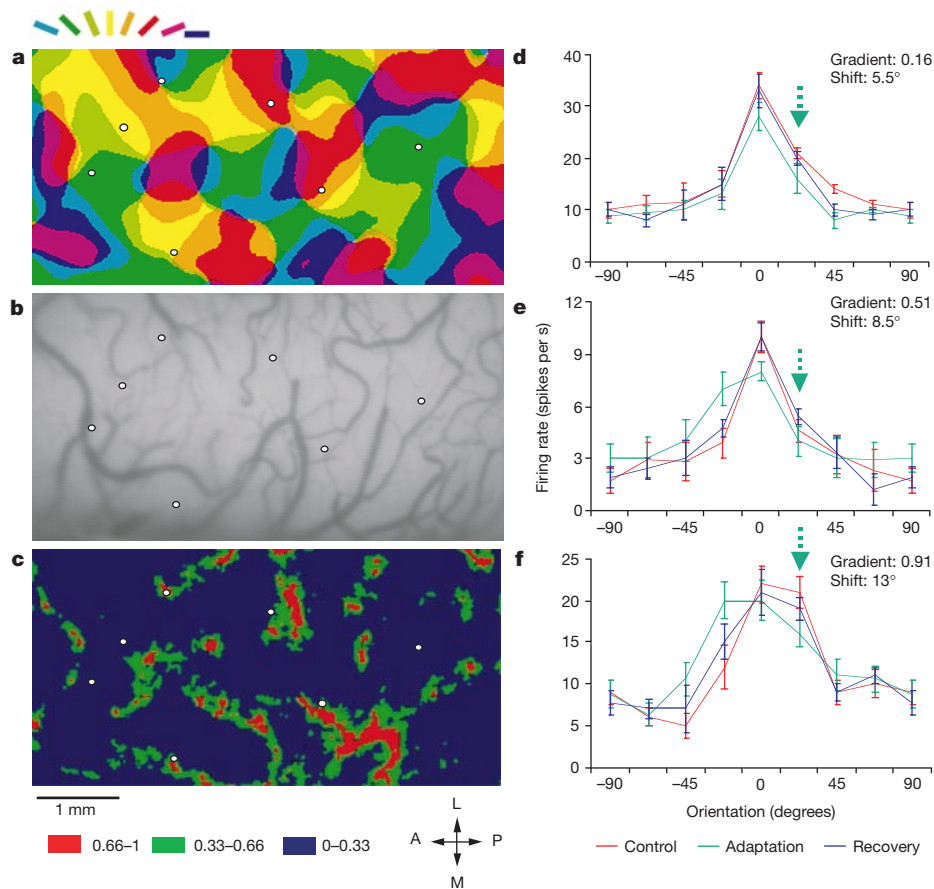 a
b
c
1 mm
0.66–1
0.33–0.66
0–0.33
L
A
P
M
d
Gradient: 0.16
Shift: 5.5°
40
30
20
10
0
–90
–45
0
45
90
e
Gradient: 0.51
Shift: 8.5°
Firing rate (spikes per s)
12
9
6
3
0
–90
–45
0
45
90
f
Gradient: 0.91
Shift: 13°
25
20
15
10
5
0
–90
–45
0
45
90
Orientation (degrees)
Control
Adaptation
Recovery